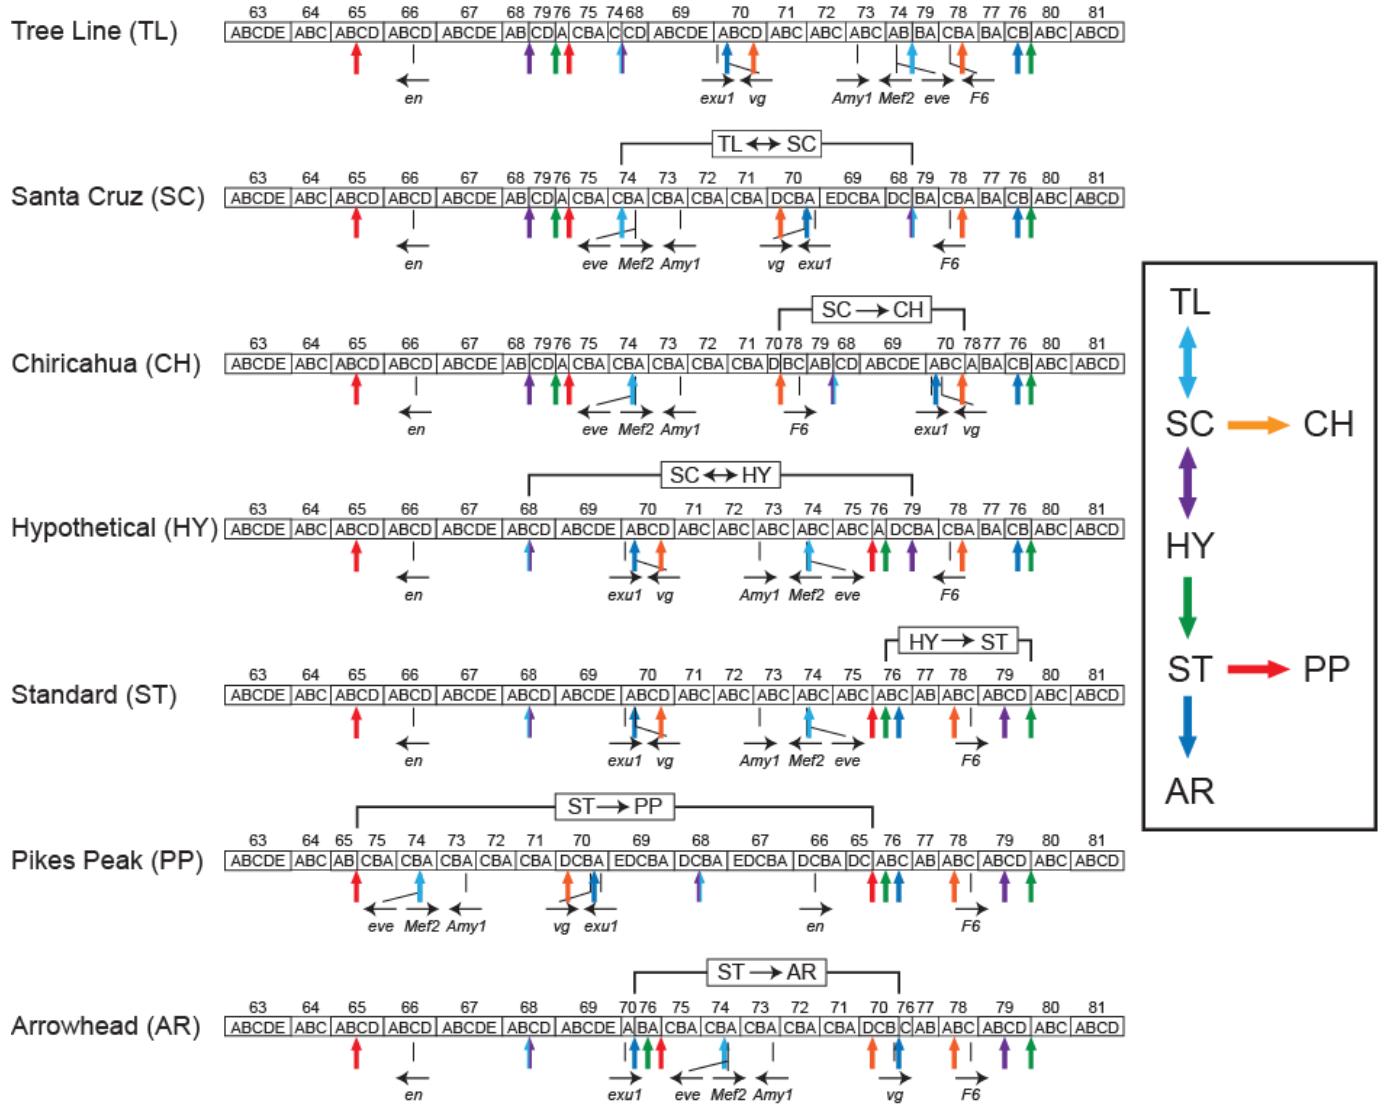 63 64 65 66 67 68 79 76 75 74 68 69 70 71 72 73 74 79 78 77 76 80 81
Tree Line (TL) ABCDE ABC ABCD ABCD ABCDE AB CD A CBA C CD ABCDE ABCD ABC ABC ABC AB BA CBA BA CB ABC ABCD
en exu1 vg Amy1 Mef2 eve F6
TL ↔ SC
63 64 65 66 67 68 79 76 75 74 73 72 71 70 69 68 79 78 77 76 80 81
Santa Cruz (SC) ABCDE ABC ABCD ABCD ABCDE AB CD A CBA CBA CBA CBA CBA DCBA EDCBA DC BA CBA BA CB ABC ABCD
en eve Mef2 Amy1 vg exu1 F6
SC → CH
63 64 65 66 67 68 79 76 75 74 73 72 71 70 78 79 68 69 70 78 77 76 80 81
Chiricahua (CH) ABCDE ABC ABCD ABCD ABCDE AB CD A CBA CBA CBA CBA CBA D BC AB CD ABCDE ABC A BA CB ABC ABCD
en eve Mef2 Amy1 F6 exu1 vg
SC ↔ HY
63 64 65 66 67 68 69 70 71 72 73 74 75 76 79 78 77 76 80 81
Hypothetical (HY) ABCDE ABC ABCD ABCD ABCDE ABCD ABCDE ABCD ABC ABC ABC ABC ABC A DCBA CBA BA CB ABC ABCD
en exu1 vg Amy1 Mef2 eve F6
HY → ST
63 64 65 66 67 68 69 70 71 72 73 74 75 76 77 78 79 80 81
Standard (ST) ABCDE ABC ABCD ABCD ABCDE ABCD ABCDE ABCD ABC ABC ABC ABC ABC ABC AB ABC ABCD ABC ABCD
en exu1 vg Amy1 Mef2 eve F6
ST → PP
63 64 65 75 74 73 72 71 70 69 68 67 66 65 76 77 78 79 80 81
Pikes Peak (PP) ABCDE ABC AB CBA CBA CBA CBA CBA DCBA EDCBA DCBA EDCBA DCBA DC ABC AB ABC ABCD ABC ABCD
eve Mef2 Amy1 vg exu1 en F6
ST → AR
63 64 65 66 67 68 69 70 76 75 74 73 72 71 70 76 77 78 79 80 81
Arrowhead (AR) ABCDE ABC ABCD ABCD ABCDE ABCD ABCDE A BA CBA CBA CBA CBA CBA DCB C AB ABC ABCD ABC ABCD
en exu1 eve Mef2 Amy1 vg F6
TL
SC → CH
HY
ST → PP
AR